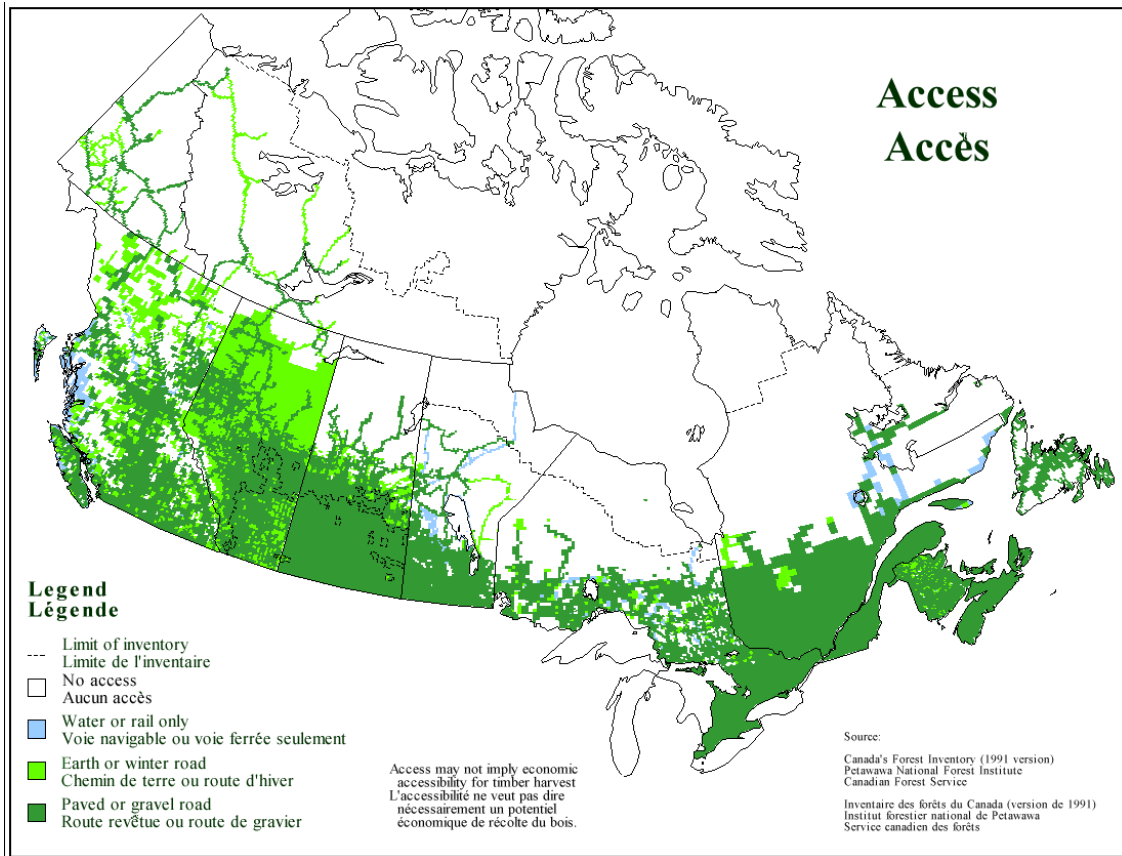 Access
Accès
Legend
Légende
Limit of inventory
Limite de l'inventaire
No access
Aucun accès
Water or rail only
Voie navigable ou voie ferrée seulement
Earth or winter road
Chemin de terre ou route d'hiver
Paved or gravel road
Route revêtue ou route de gravier
Access may not imply economic
accessibility for timber harvest
L'accessibilité ne veut pas dire
nécessairement un potentiel
économique de récolte du bois.
Source:
Canada's Forest Inventory (1991 version)
Petawawa National Forest Institute
Canadian Forest Service
Inventaire des forêts du Canada (version de 1991)
Institut forestier national de Petawawa
Service canadien des forêts